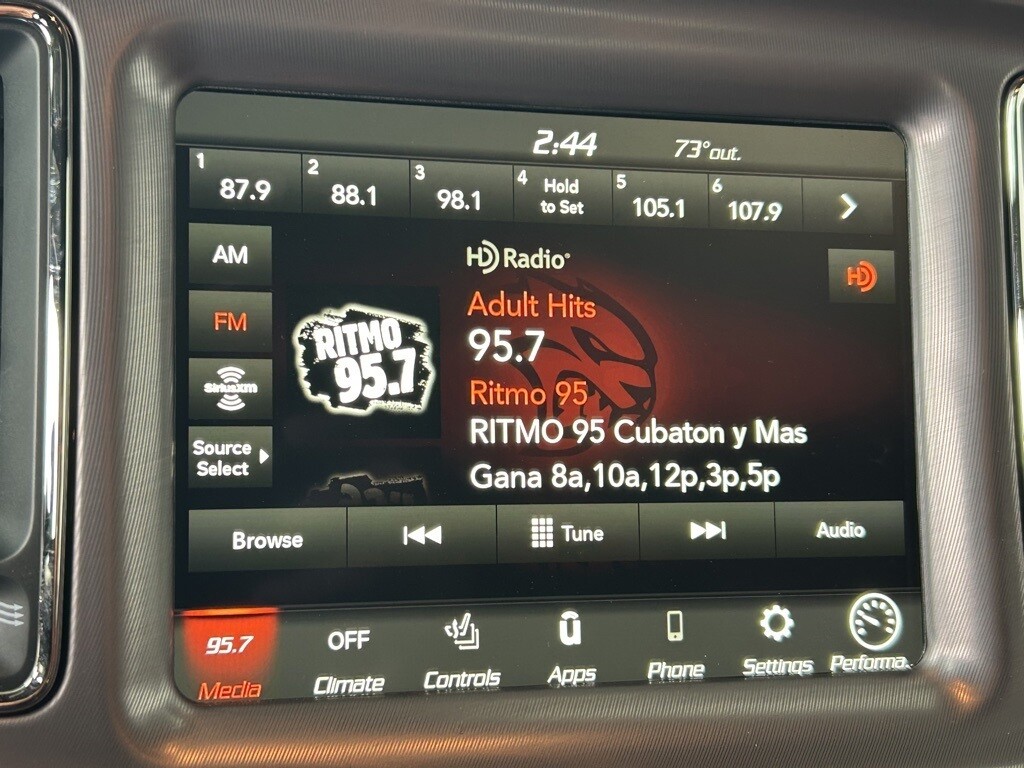 2:44 73°out.
1 87.9
2 88.1
3 98.1
4 Hold
to Set
5 105.1
6 107.9
AM
HD Radio®
HD
Adult Hits
FM
RITMO
95.7
95.7
SiriusXM
Ritmo 95
RITMO 95 Cubaton y Mas
Source
Select
Gana 8a,10a,12p,3p,5p
Browse
Tune
Audio
95.7
Media
OFF
Climate
Controls
Apps
Phone
Settings
Performa.